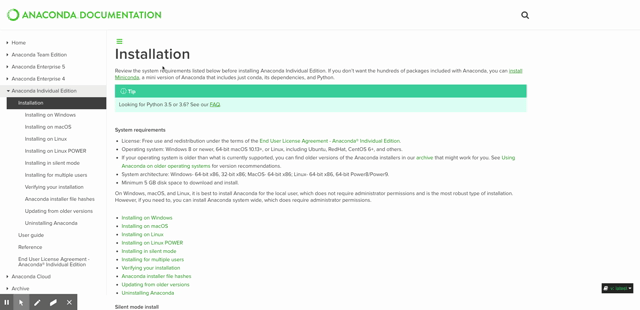 ANACONDA DOCUMENTATION
Home
Anaconda Team Edition
Anaconda Enterprise 5
Anaconda Enterprise 4
Anaconda Individual Edition
Installation
Installing on Windows
Installing on macOS
Installing on Linux
Installing on Linux POWER
Installing in silent mode
Installing for multiple users
Verifying your installation
Anaconda installer file hashes
Updating from older versions
Uninstalling Anaconda
User guide
Reference
End User License Agreement -
Anaconda® Individual Edition
Anaconda Cloud
Archive
Installation
Review the system requirements listed below before installing Anaconda Individual Edition. If you don't want the hundreds of packages included with Anaconda, you can install
Miniconda, a mini version of Anaconda that includes just conda, its dependencies, and Python.
Tip
Looking for Python 3.5 or 3.6? See our FAQ.
System requirements
License: Free use and redistribution under the terms of the End User License Agreement - Anaconda® Individual Edition.
Operating system: Windows 8 or newer, 64-bit macOS 10.13+, or Linux, including Ubuntu, RedHat, CentOS 6+, and others.
If your operating system is older than what is currently supported, you can find older versions of the Anaconda installers in our archive that might work for you. See Using
Anaconda on older operating systems for version recommendations.
System architecture: Windows- 64-bit x86, 32-bit x86; MacOS- 64-bit x86; Linux- 64-bit x86, 64-bit Power8/Power9.
Minimum 5 GB disk space to download and install.
On Windows, macOS, and Linux, it is best to install Anaconda for the local user, which does not require administrator permissions and is the most robust type of installation.
However, if you need to, you can install Anaconda system wide, which does require administrator permissions.
Installing on Windows
Installing on macOS
Installing on Linux
Installing on Linux POWER
Installing in silent mode
Installing for multiple users
Verifying your installation
Anaconda installer file hashes
Updating from older versions
Uninstalling Anaconda
Silent mode install